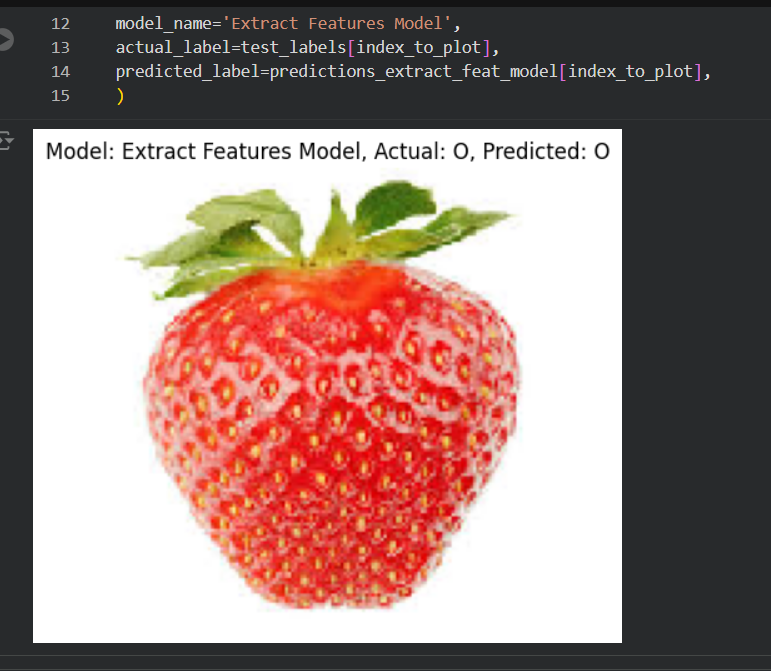 12 model_name='Extract Features Model',
13 actual_label=test_labels[index_to_plot],
14 predicted_label=predictions_extract_feat_model[index_to_plot],
15 )
Model: Extract Features Model, Actual: O, Predicted: O